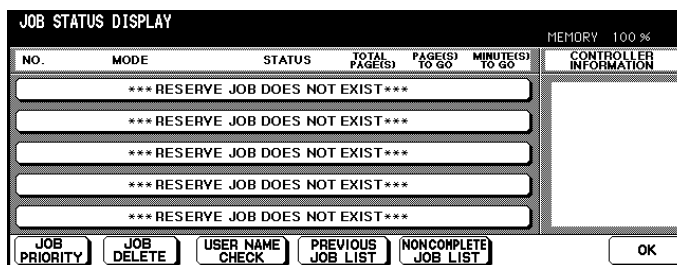 JOB STATUS DISPLAY
MEMORY 100 %
NO. MODE STATUS TOTAL PAGE(S) PAGE(S) TO GO MINUTE(S) TO GO CONTROLLER INFORMATION
*** RESERVE JOB DOES NOT EXIST ***
*** RESERVE JOB DOES NOT EXIST ***
*** RESERVE JOB DOES NOT EXIST ***
*** RESERVE JOB DOES NOT EXIST ***
*** RESERVE JOB DOES NOT EXIST ***
JOB PRIORITY JOB DELETE USER NAME CHECK PREVIOUS JOB LIST NONCOMPLETE JOB LIST OK